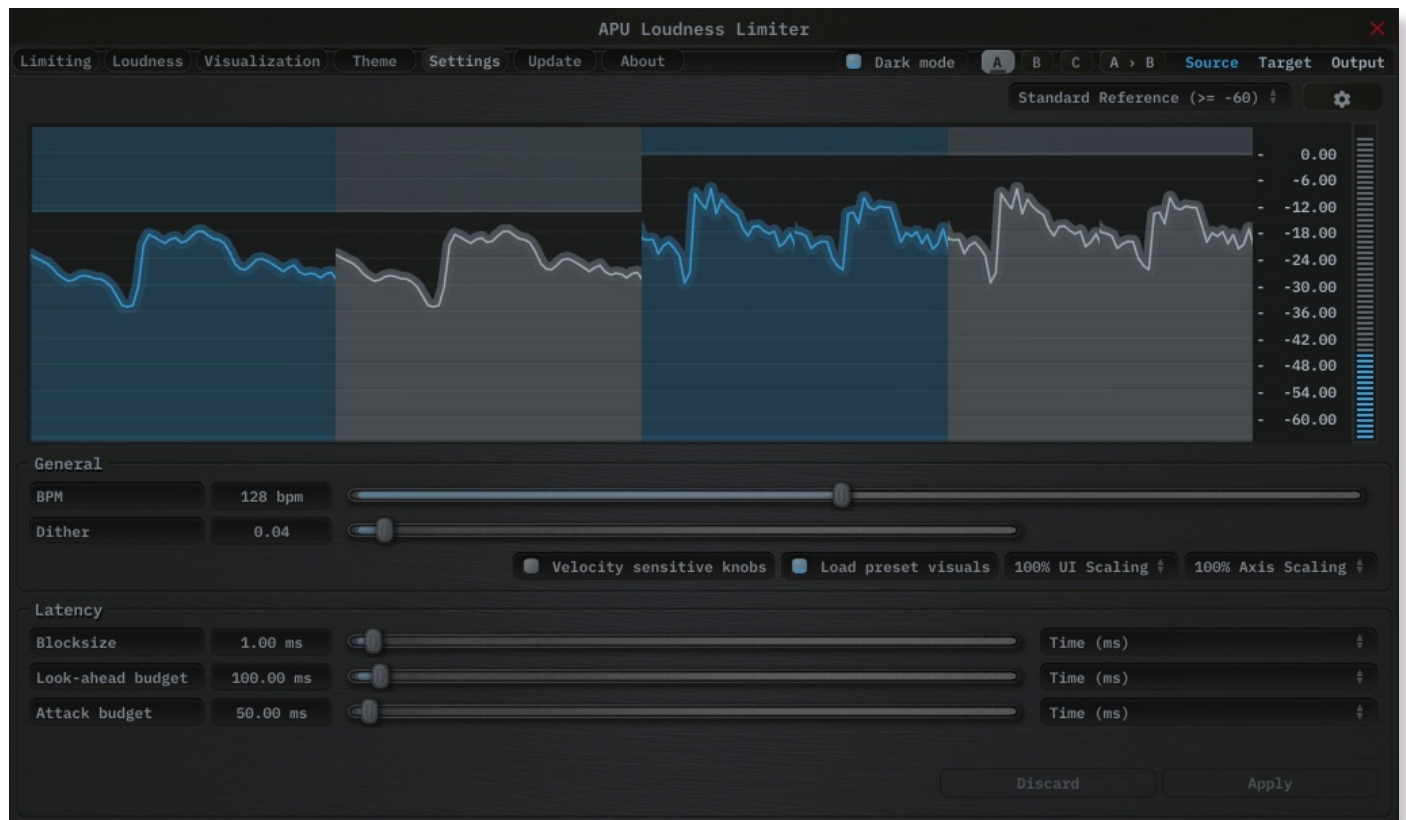 APU Loudness Limiter
Limiting Loudness Visualization Theme Settings Update About Dark mode A B C A › B Source Target Output
Standard Reference (>= -60)
- 0.00
- -6.00
- -12.00
- -18.00
- -24.00
- -30.00
- -36.00
- -42.00
- -48.00
- -54.00
- -60.00
General
BPM 128 bpm
Dither 0.04
Velocity sensitive knobs Load preset visuals 100% UI Scaling 100% Axis Scaling
Latency
Blocksize 1.00 ms Time (ms)
Look-ahead budget 100.00 ms Time (ms)
Attack budget 50.00 ms Time (ms)
Discard Apply